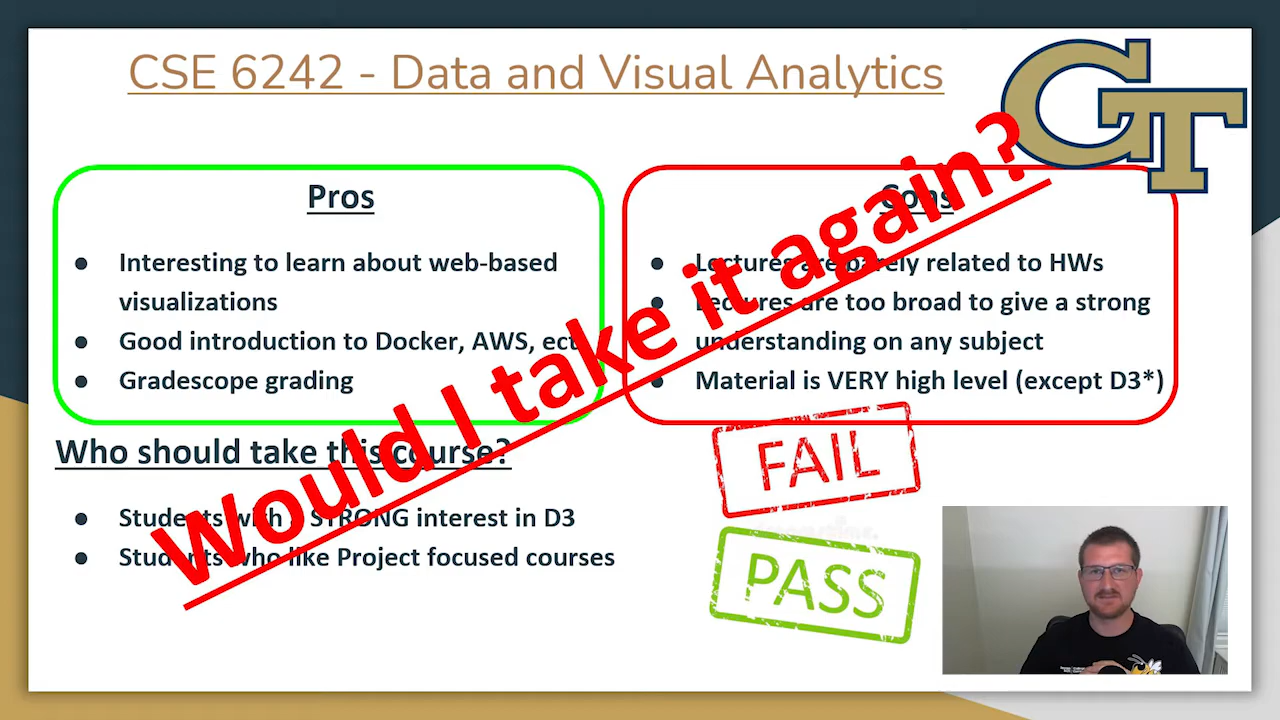 CSE 6242 - Data and Visual Analytics
GT
Pros
● Interesting to learn about web-based
visualizations
● Good introduction to Docker, AWS, ect
● Gradescope grading
Cons
● Lectures are barely related to HWs
● Lectures are too broad to give a strong
understanding on any subject
● Material is VERY high level (except D3*)
Who should take this course?
● Students with a STRONG interest in D3
● Students who like Project focused courses
Would I take it again?
FAIL
PASS